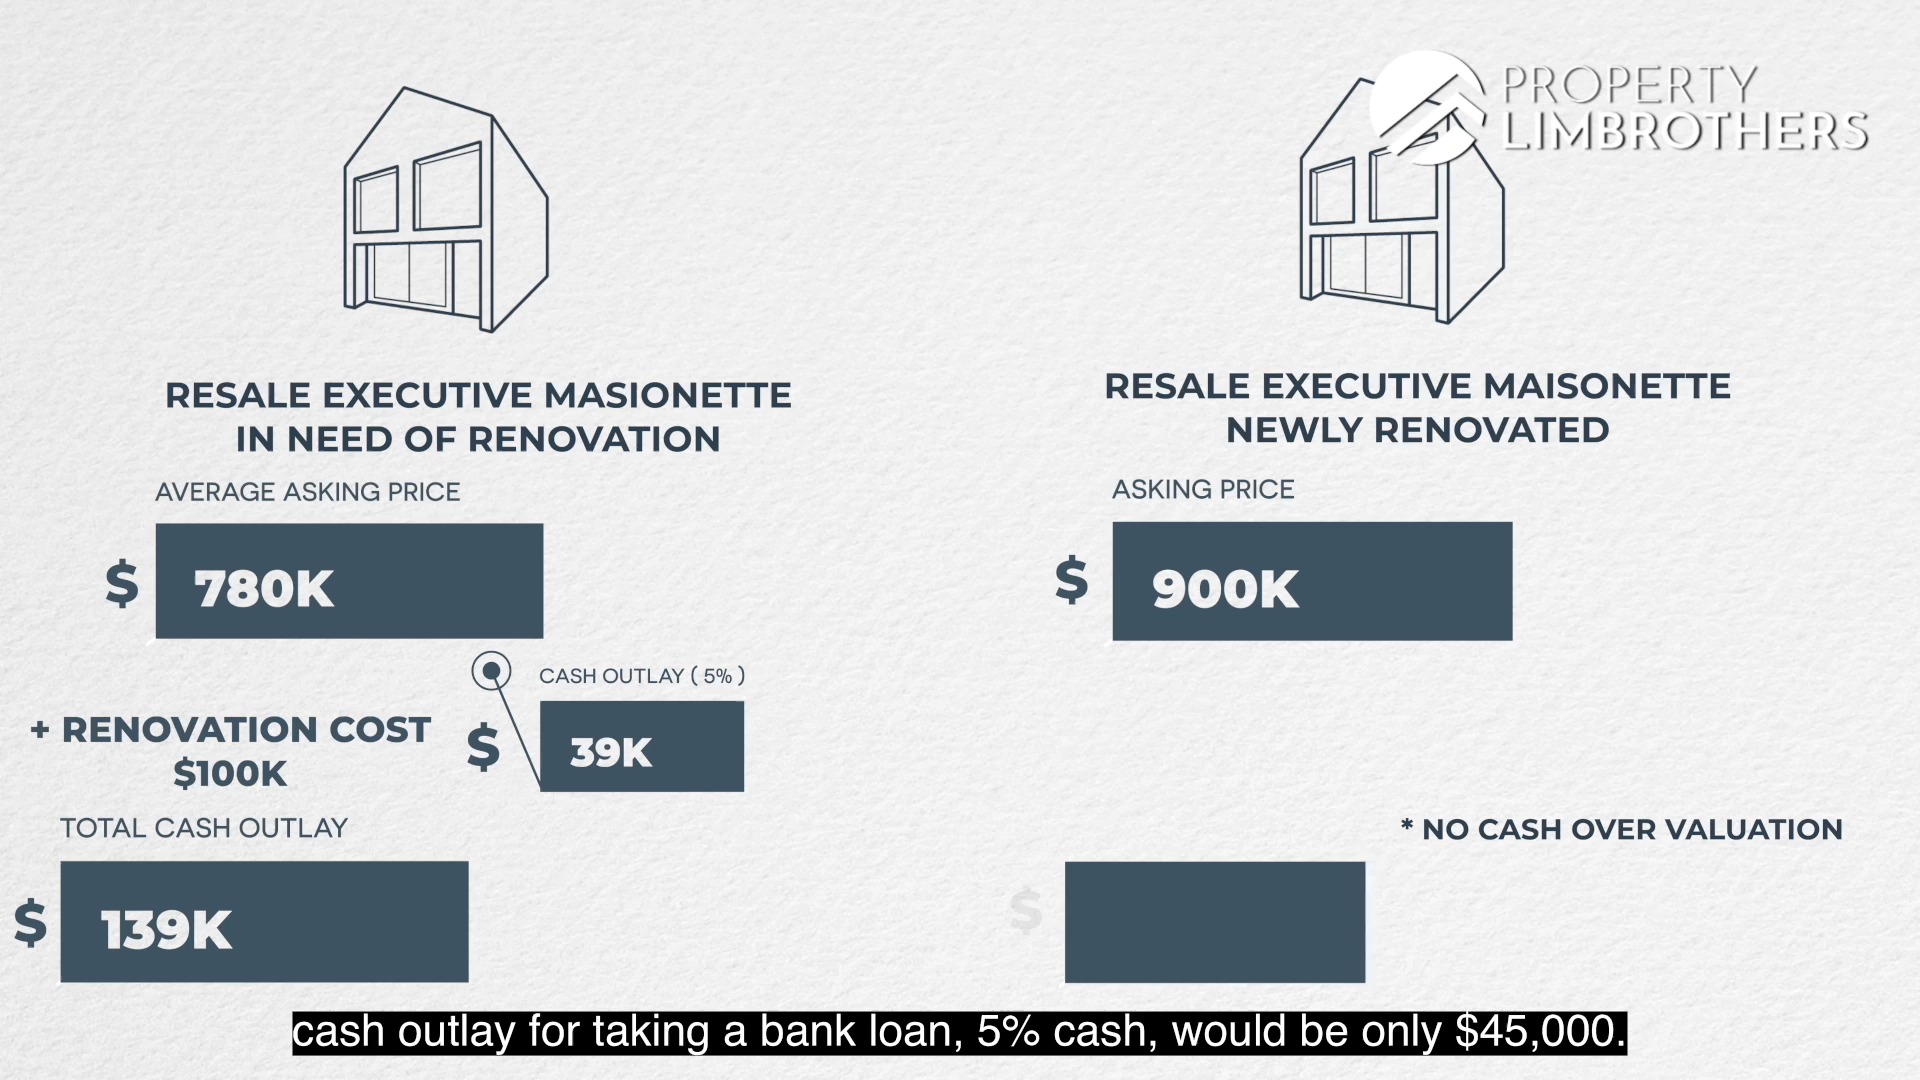 PROPERTY
LIMBROTHERS
RESALE EXECUTIVE MASIONETTE
IN NEED OF RENOVATION
AVERAGE ASKING PRICE
$ 780K
CASH OUTLAY ( 5% )
$ 39K
+ RENOVATION COST
$100K
TOTAL CASH OUTLAY
$ 139K
RESALE EXECUTIVE MAISONETTE
NEWLY RENOVATED
ASKING PRICE
$ 900K
* NO CASH OVER VALUATION
$
cash outlay for taking a bank loan, 5% cash, would be only $45,000.